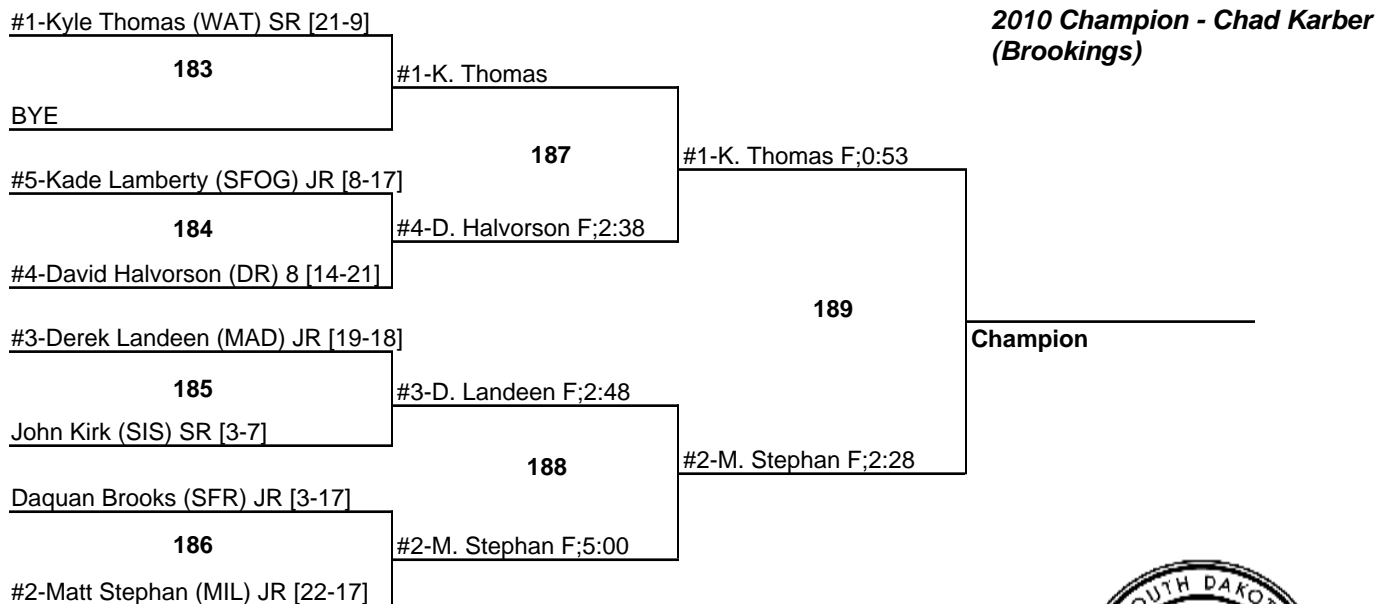 #1-Kyle Thomas (WAT) SR [21-9]
2010 Champion - Chad Karber
(Brookings)
183
#1-K. Thomas
BYE
187
#1-K. Thomas F;0:53
#5-Kade Lamberty (SFOG) JR [8-17]
184
#4-D. Halvorson F;2:38
#4-David Halvorson (DR) 8 [14-21]
189
Champion
#3-Derek Landeen (MAD) JR [19-18]
185
#3-D. Landeen F;2:48
John Kirk (SIS) SR [3-7]
188
#2-M. Stephan F;2:28
Daquan Brooks (SFR) JR [3-17]
186
#2-M. Stephan F;5:00
#2-Matt Stephan (MIL) JR [22-17]